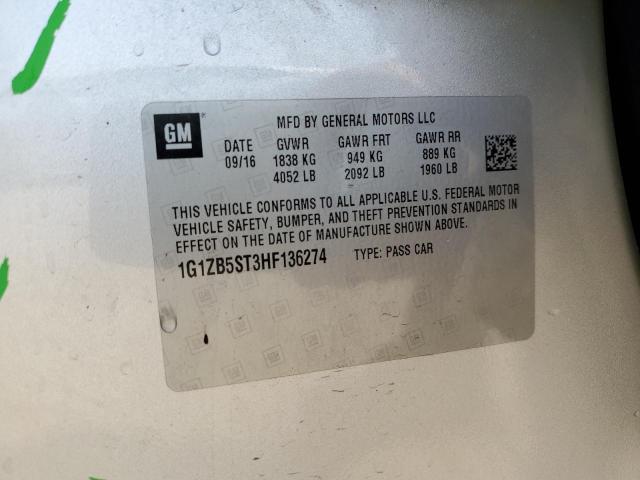 GM
MFD BY GENERAL MOTORS LLC
DATE GVWR GAWR FRT GAWR RR
09/16 1838 KG 949 KG 889 KG
4052 LB 2092 LB 1960 LB
THIS VEHICLE CONFORMS TO ALL APPLICABLE U.S. FEDERAL MOTOR
VEHICLE SAFETY, BUMPER, AND THEFT PREVENTION STANDARDS IN
EFFECT ON THE DATE OF MANUFACTURE SHOWN ABOVE.
1G1ZB5ST3HF136274 TYPE: PASS CAR